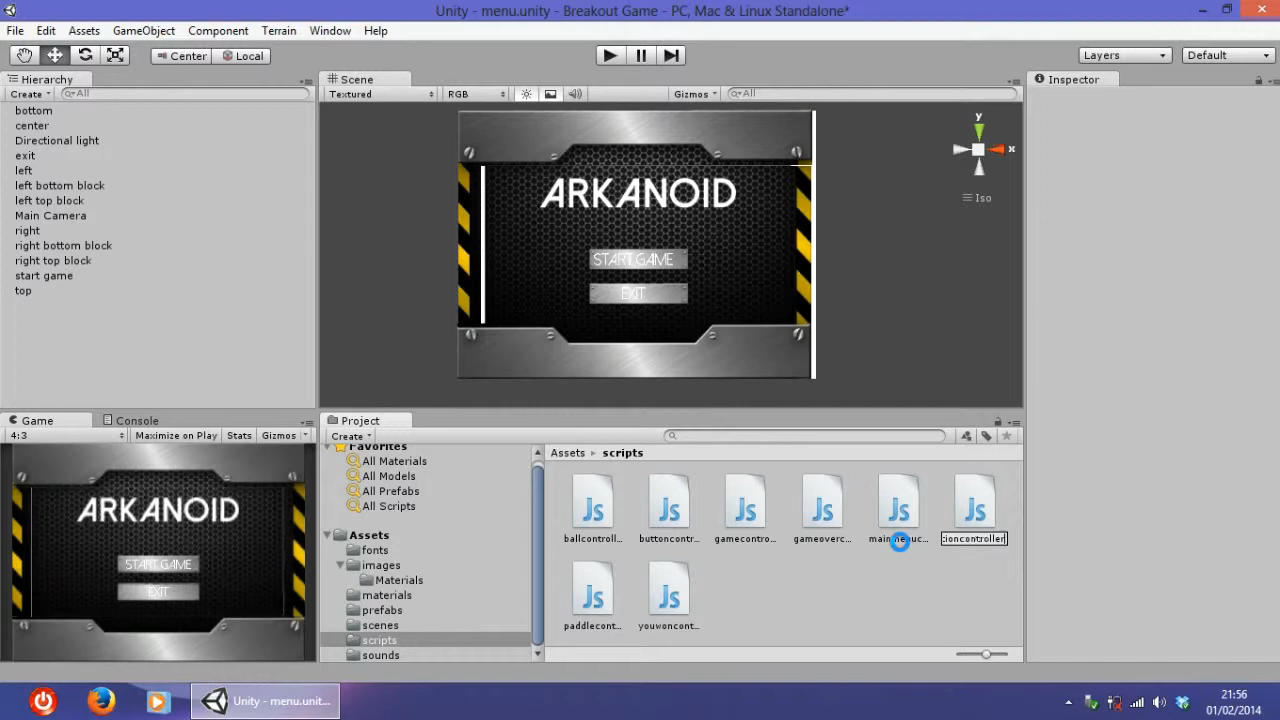 Unity - menu.unity - Breakout Game - PC, Mac & Linux Standalone*
File Edit Assets GameObject Component Terrain Window Help
Center Local
Layers Default
Hierarchy
Create All
bottom
center
Directional light
exit
left
left bottom block
left top block
Main Camera
right
right bottom block
right top block
start game
top
Scene
Textured RGB Gizmos All
y
x
Iso
ARKANOID
START GAME
EXIT
Inspector
Game Console
4:3 Maximize on Play Stats Gizmos
ARKANOID
START GAME
EXIT
Project
Create
Favorites
All Materials
All Models
All Prefabs
All Scripts
Assets
fonts
images
Materials
materials
prefabs
scenes
scripts
sounds
Assets scripts
Js Js Js Js Js Js
ballcontroll... buttoncontr... gamecontro... gameoverc... mainmenuc... :ioncontroller
Js Js
paddlecont... youwoncont...
Unity - menu.unit...
21:56
01/02/2014